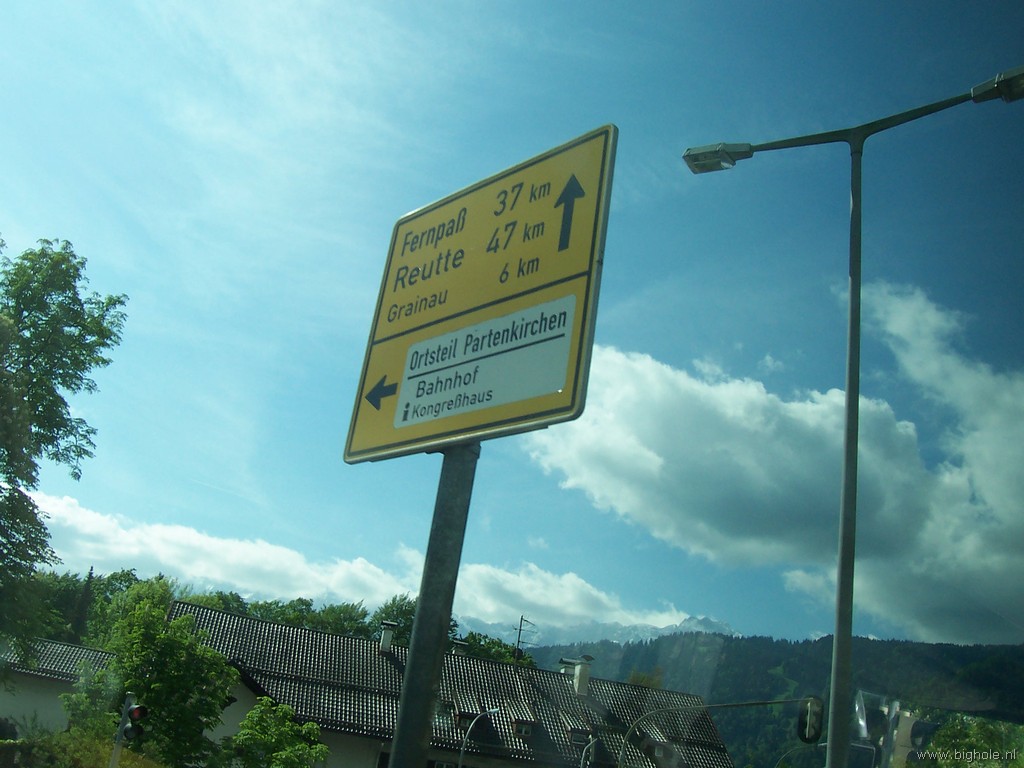 Fernpaß 37 km
Reutte 47 km
Grainau 6 km
Ortsteil Partenkirchen
Bahnhof
i Kongreßhaus
www.bighole.nl